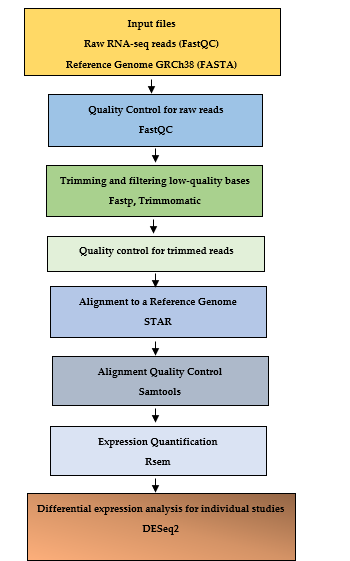 Input files
Raw RNA-seq reads (FastQC)
Reference Genome GRCh38 (FASTA)
Quality Control for raw reads
FastQC
Trimming and filtering low-quality bases
Fastp, Trimmomatic
Quality control for trimmed reads
Alignment to a Reference Genome
STAR
Alignment Quality Control
Samtools
Expression Quantification
Rsem
Differential expression analysis for individual studies
DESeq2